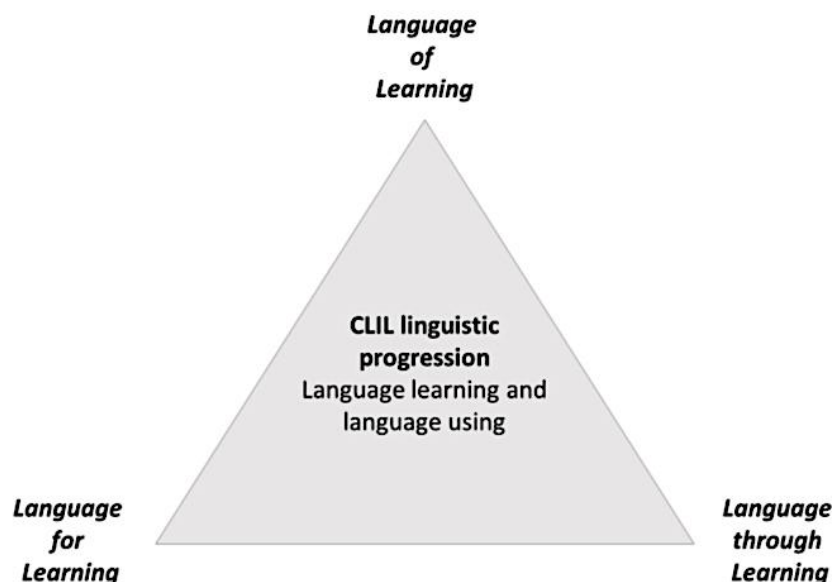 Language
of
Learning
CLIL linguistic
progression
Language learning and
language using
Language
for
Learning
Language
through
Learning